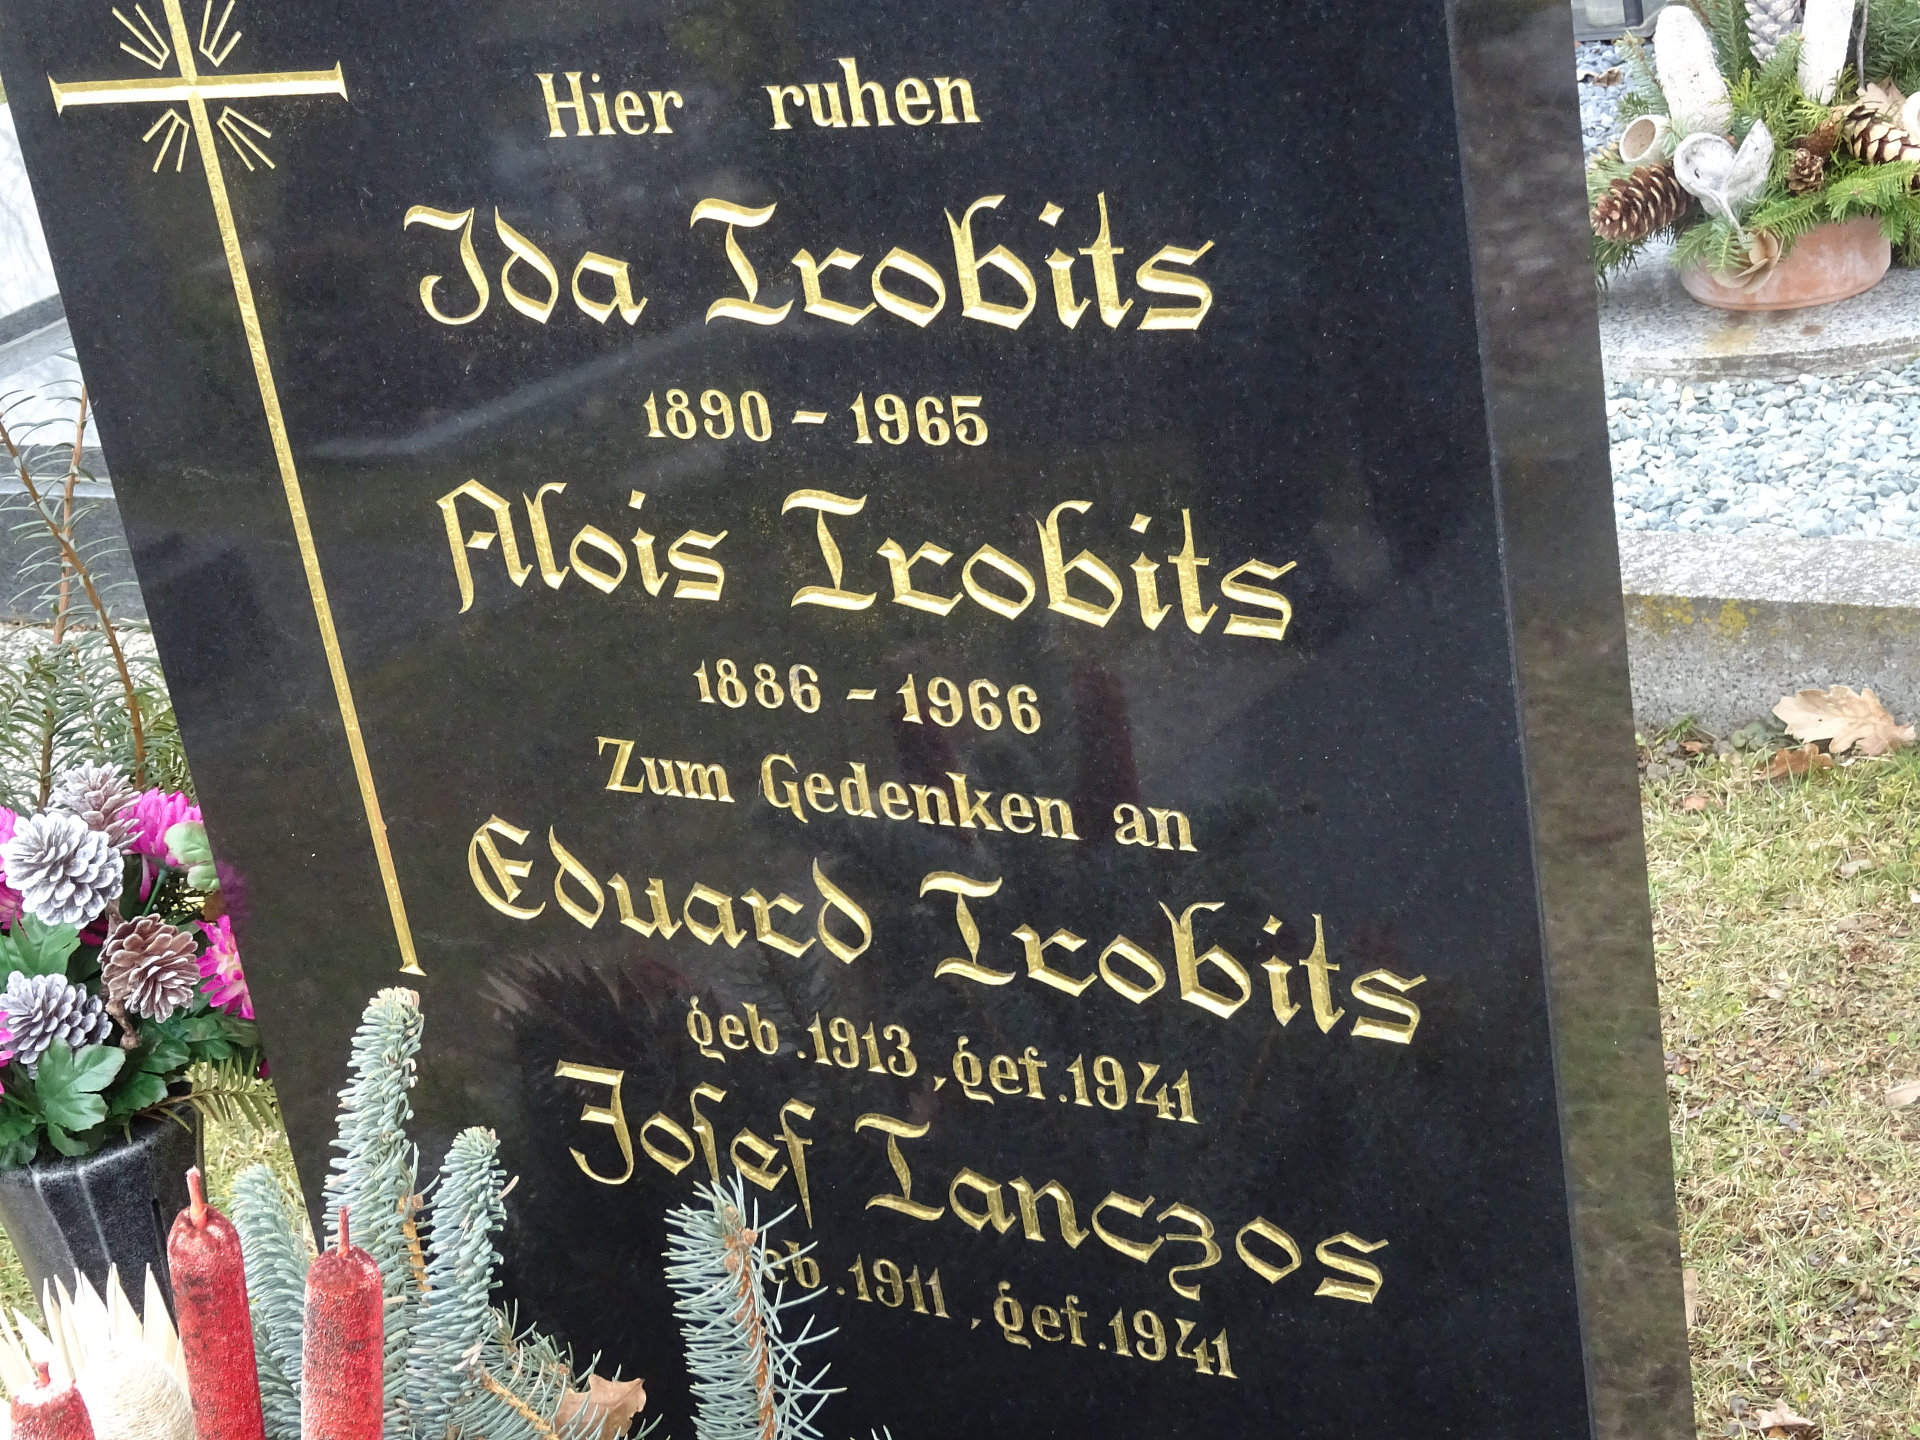 Hier ruhen
Ida Trobits
1890 - 1965
Alois Trobits
1886 - 1966
Zum Gedenken an
Eduard Trobits
geb. 1913, gef. 1941
Josef Tanczos
geb. 1911, gef. 1941